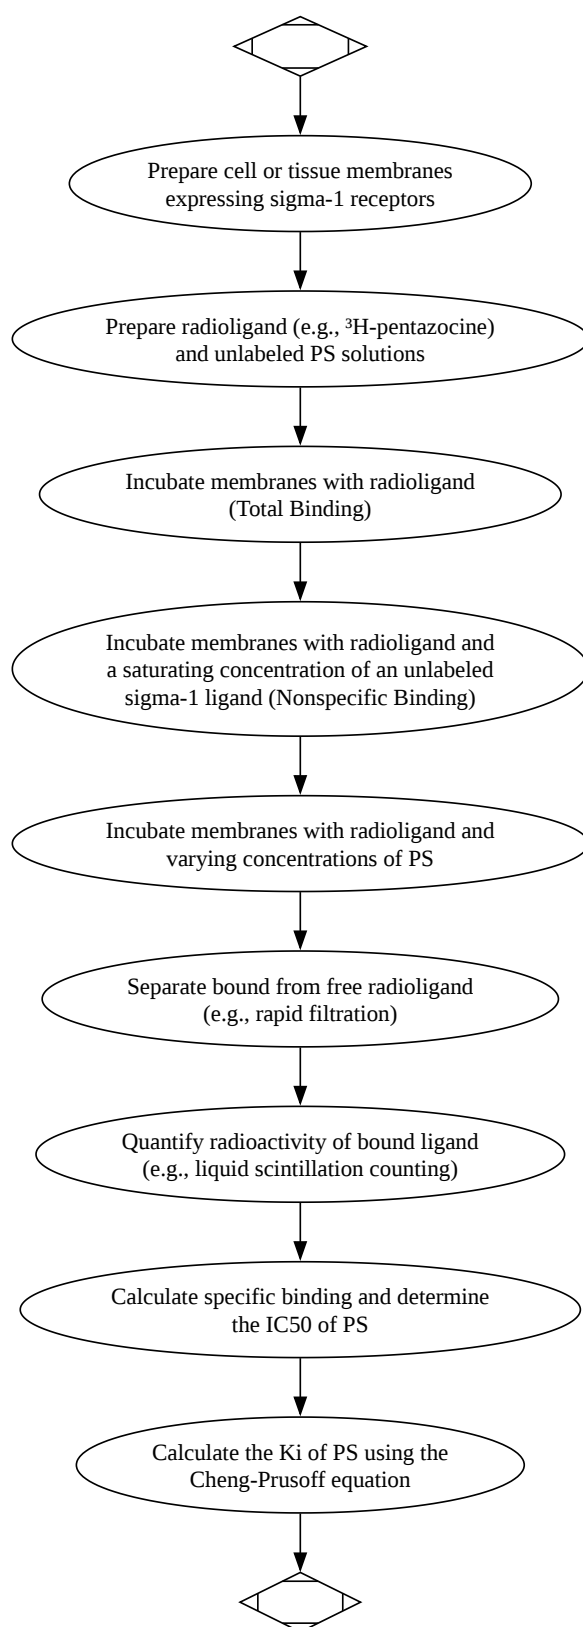 Prepare cell or tissue membranes
expressing sigma-1 receptors
Prepare radioligand (e.g., ³H-pentazocine)
and unlabeled PS solutions
Incubate membranes with radioligand
(Total Binding)
Incubate membranes with radioligand and
a saturating concentration of an unlabeled
sigma-1 ligand (Nonspecific Binding)
Incubate membranes with radioligand and
varying concentrations of PS
Separate bound from free radioligand
(e.g., rapid filtration)
Quantify radioactivity of bound ligand
(e.g., liquid scintillation counting)
Calculate specific binding and determine
the IC50 of PS
Calculate the Ki of PS using the
Cheng-Prusoff equation